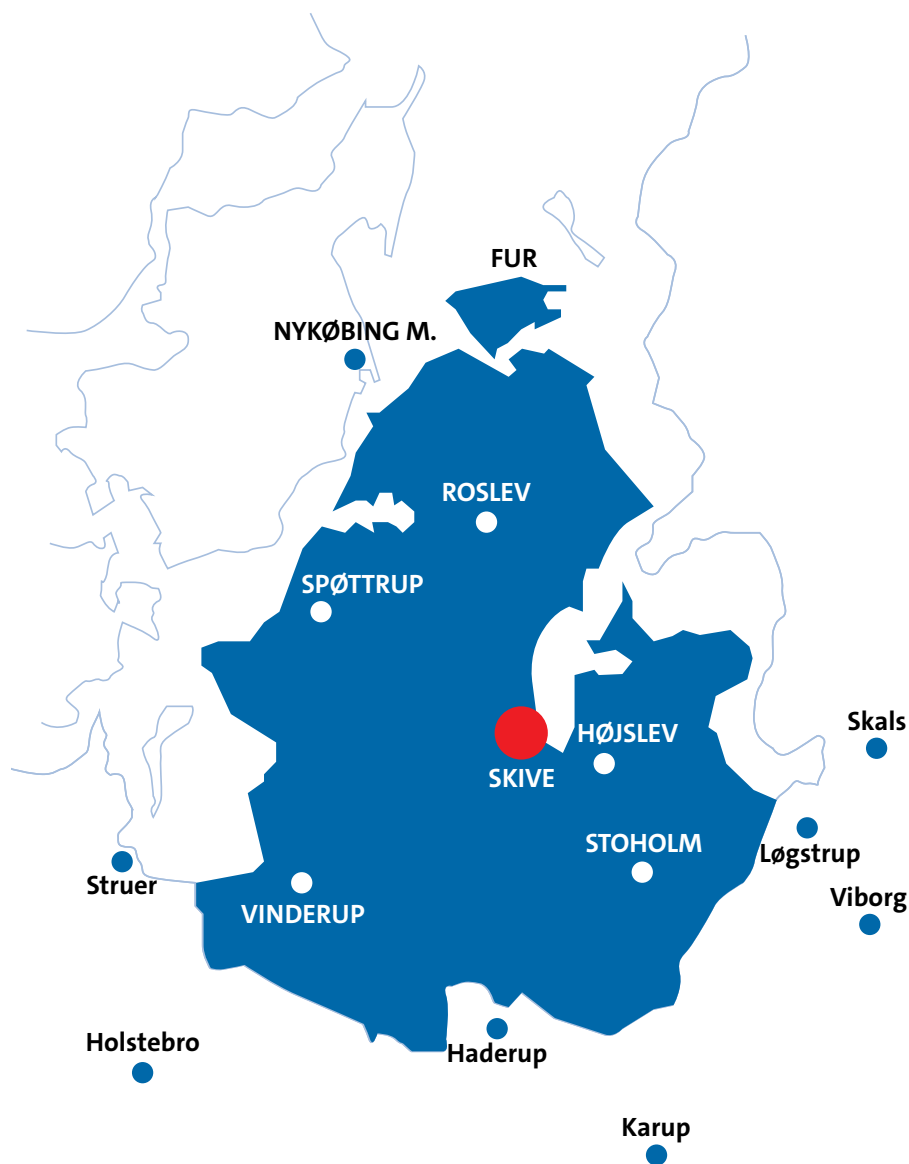 FUR
NYKØBING M.
ROSLEV
SPØTTRUP
Skals
HØJSLEV
SKIVE
STOHOLM
Løgstrup
Struer
Viborg
VINDERUP
Holstebro
Haderup
Karup